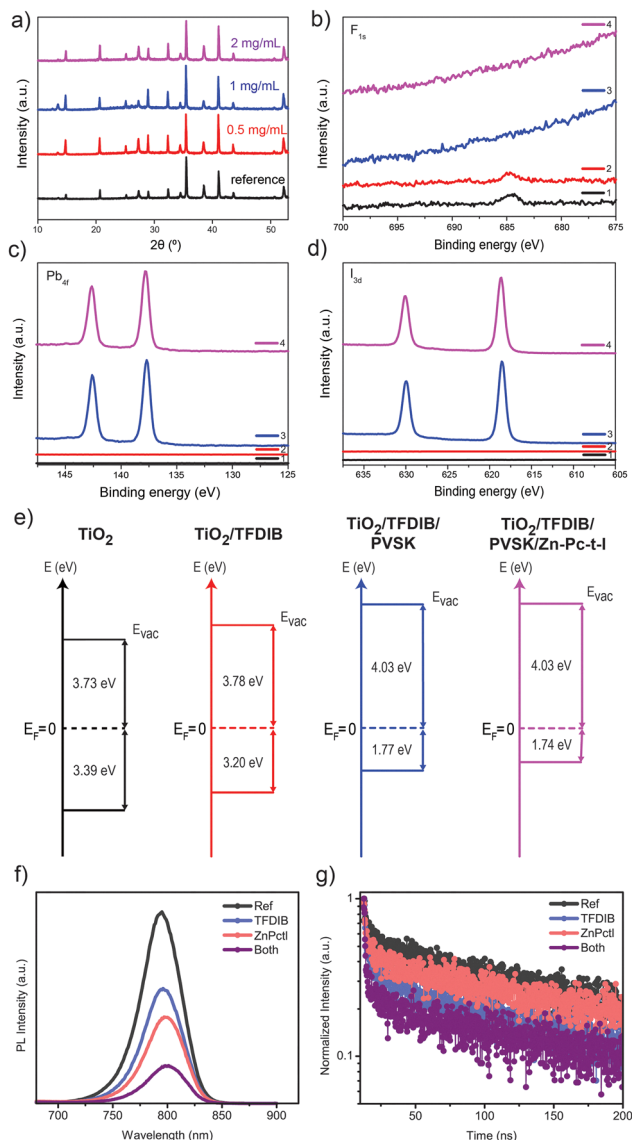 a)
Intensity (a.u.)
2 mg/mL
1 mg/mL
0.5 mg/mL
reference
10 20 30 40 50
2θ (º)
b)
Intensity (a.u.)
F1s
4
3
2
1
700 695 690 685 680 675
Binding energy (eV)
c)
Intensity (a.u.)
Pb4f
4
3
2
1
145 140 135 130 125
Binding energy (eV)
d)
Intensity (a.u.)
I3d
4
3
2
1
635 630 625 620 615 610 605
Binding energy (eV)
e)
TiO2
E (eV)
Evac
3.73 eV
EF=0
3.39 eV
TiO2/TFDIB
E (eV)
Evac
3.78 eV
EF=0
3.20 eV
TiO2/TFDIB/
PVSK
E (eV)
Evac
4.03 eV
EF=0
1.77 eV
TiO2/TFDIB/
PVSK/Zn-Pc-t-I
E (eV)
Evac
4.03 eV
EF=0
1.74 eV
f)
PL Intensity (a.u.)
Ref
TFDIB
ZnPctI
Both
700 750 800 850 900
Wavelength (nm)
g)
Normalized Intensity (a.u.)
1
0.1
Ref
TFDIB
ZnPctI
Both
50 100 150 200
Time (ns)